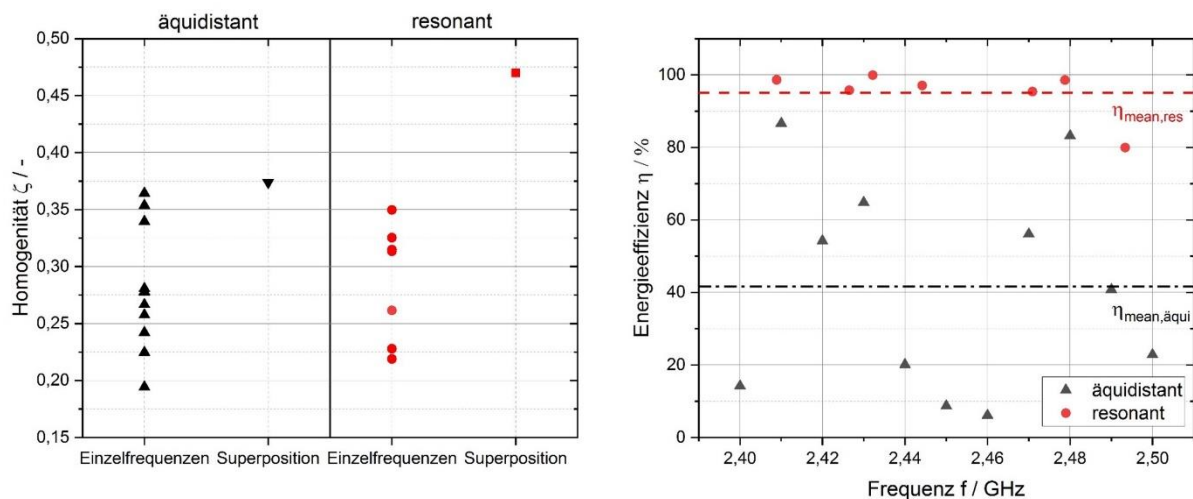 äquidistant resonant
0,50
0,45
0,40
0,35
0,30
0,25
0,20
0,15
Homogenität ζ / -
Einzelfrequenzen Superposition Einzelfrequenzen Superposition
100
80
60
40
20
0
Energieeffizienz η / %
ηmean,res
ηmean,äqui
äquidistant
resonant
2,40 2,42 2,44 2,46 2,48 2,50
Frequenz f / GHz